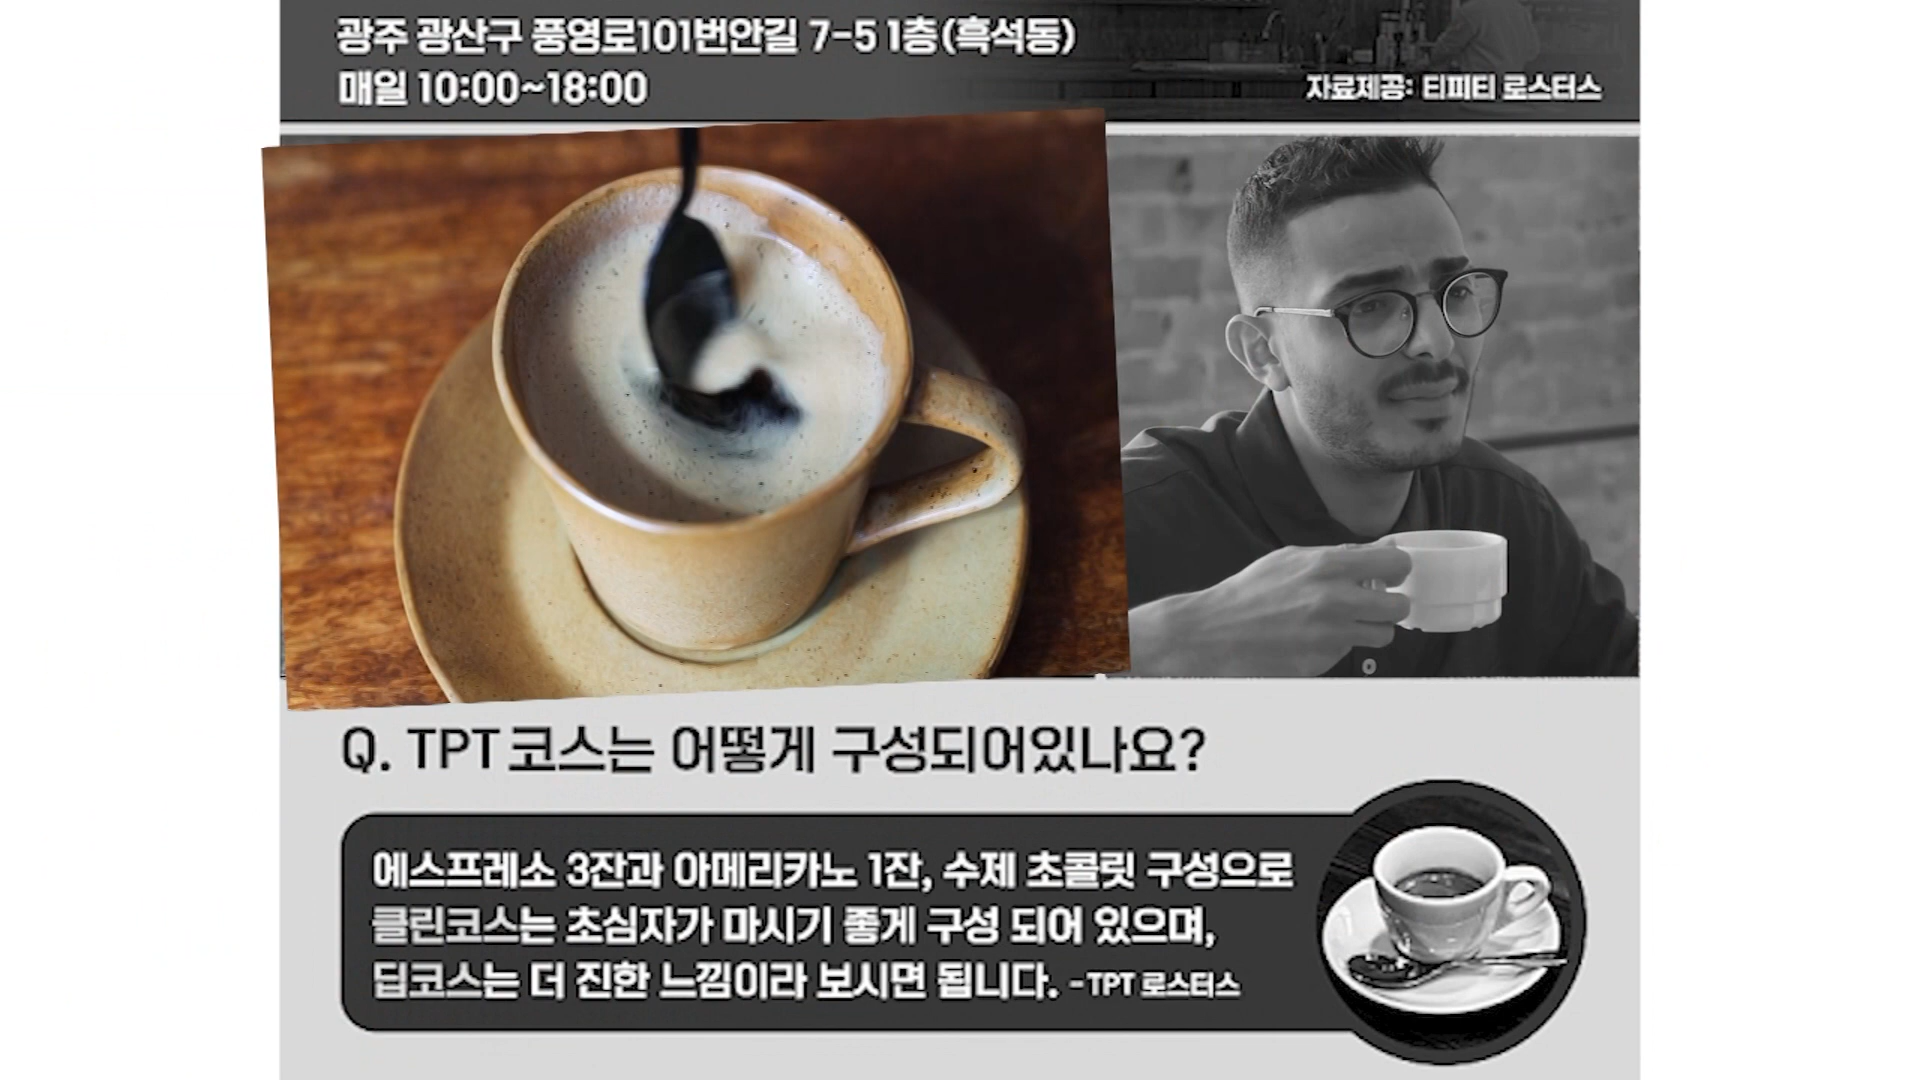 광주 광산구 풍영로101번안길 7-5 1층(흑석동)
매일 10:00~18:00
자료제공: 티피티 로스터스
Q. TPT 코스는 어떻게 구성되어있나요?
에스프레소 3잔과 아메리카노 1잔, 수제 초콜릿 구성으로
클린코스는 초심자가 마시기 좋게 구성 되어 있으며,
딥코스는 더 진한 느낌이라 보시면 됩니다. -TPT 로스터스